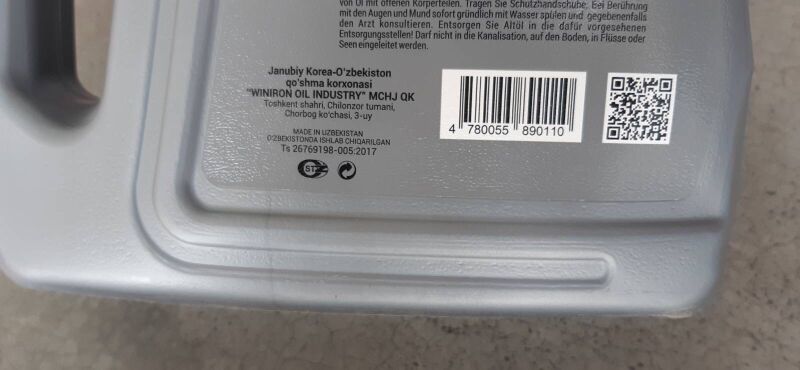 von Öl mit offenen Körperteilen. Tragen Sie Schutzhandschuhe. Bei Berührung
mit den Augen und Mund sofort gründlich mit Wasser spülen und gegebenenfalls
den Arzt konsultieren. Entsorgen Sie Altöl in die dafür vorgesehenen
Entsorgungsstellen! Darf nicht in die Kanalisation, auf den Boden, in Flüsse oder
Seen eingeleitet werden.
Janubiy Korea-O'zbekiston
qo'shma korxonasi
"WINIRON OIL INDUSTRY" MCHJ QK
Toshkent shahri, Chilonzor tumani,
Chorbog ko'chasi, 3-uy
MADE IN UZBEKISTAN
O'ZBEKISTONDA ISHLAB CHIQARILGAN
Ts 26769198-005:2017
4 780055 890110